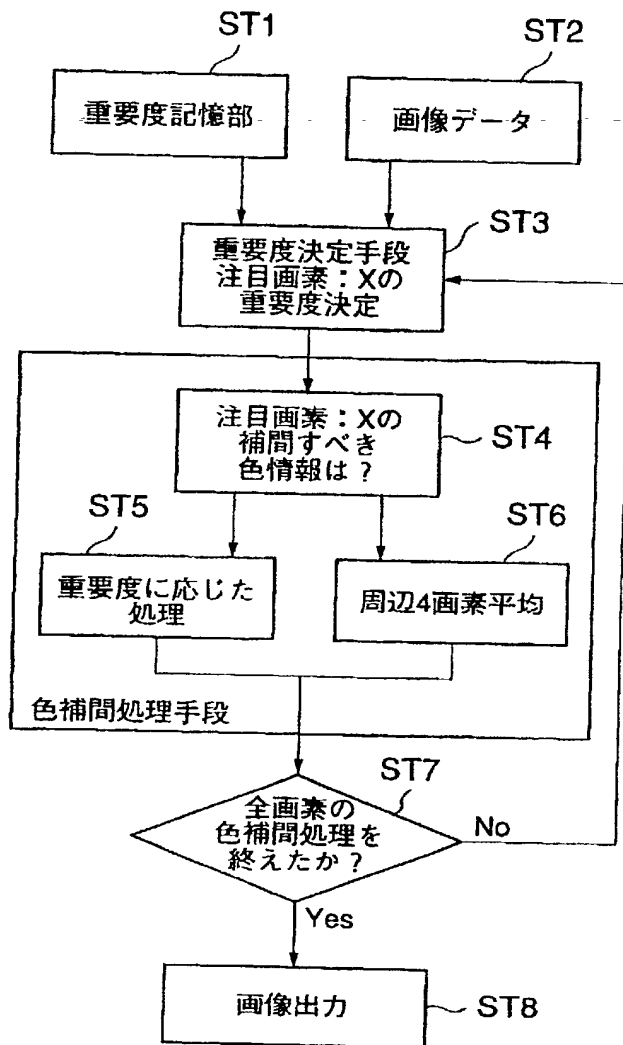 ST1
ST2
重要度記憶部
画像データ
ST3
重要度決定手段
注目画素：Xの
重要度決定
注目画素：Xの
補間すべき
色情報は？
ST4
ST5
ST6
重要度に応じた
処理
周辺4画素平均
色補間処理手段
ST7
全画素の
色補間処理を
終えたか？
No
Yes
画像出力
ST8